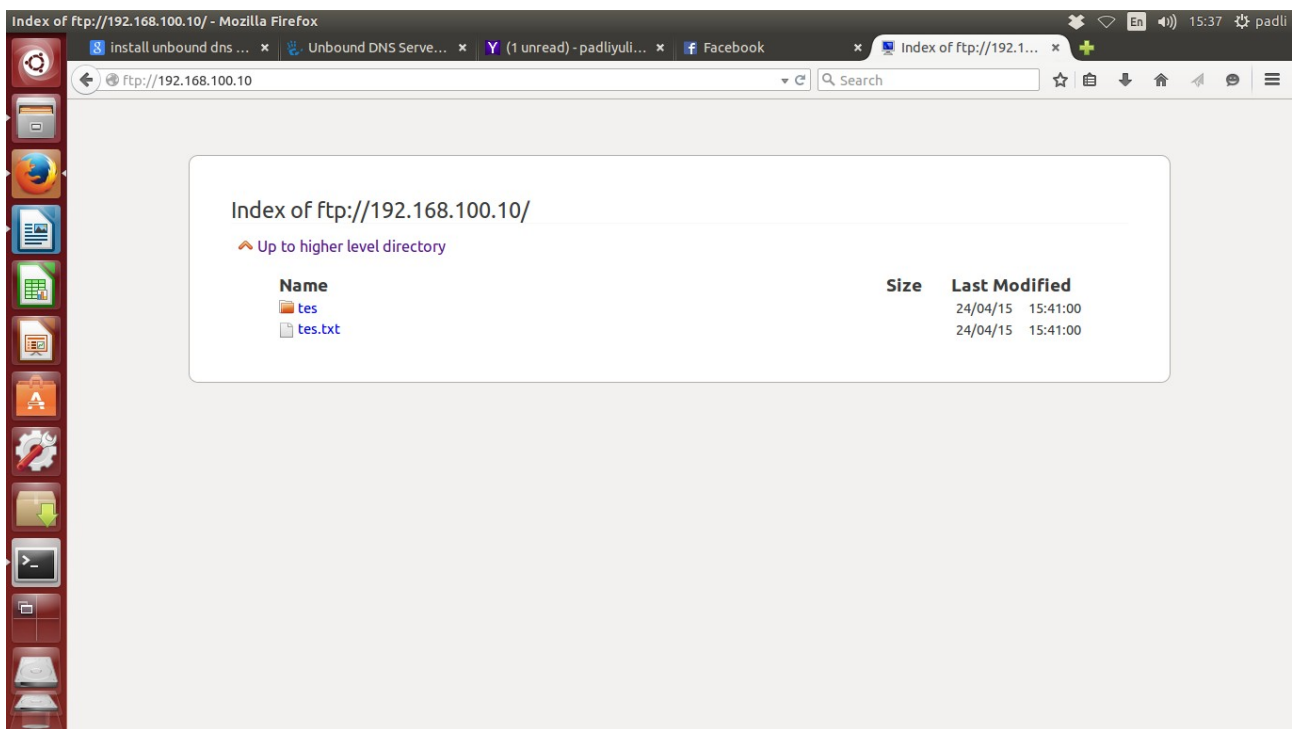 Index of ftp://192.168.100.10/ - Mozilla Firefox En 15:37 padli
install unbound dns ... Unbound DNS Serve... (1 unread) - padliyuli... Facebook Index of ftp://192.1...
ftp://192.168.100.10 Search
Index of ftp://192.168.100.10/
Up to higher level directory
Name Size Last Modified
tes 24/04/15 15:41:00
tes.txt 24/04/15 15:41:00